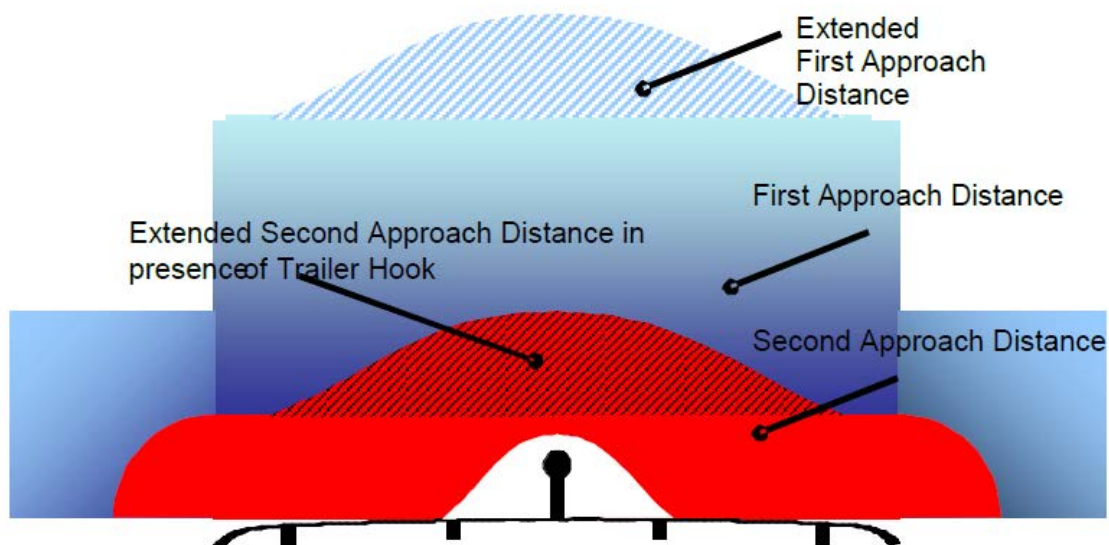 Extended
First Approach
Distance
First Approach Distance
Extended Second Approach Distance in
presence of Trailer Hook
Second Approach Distance